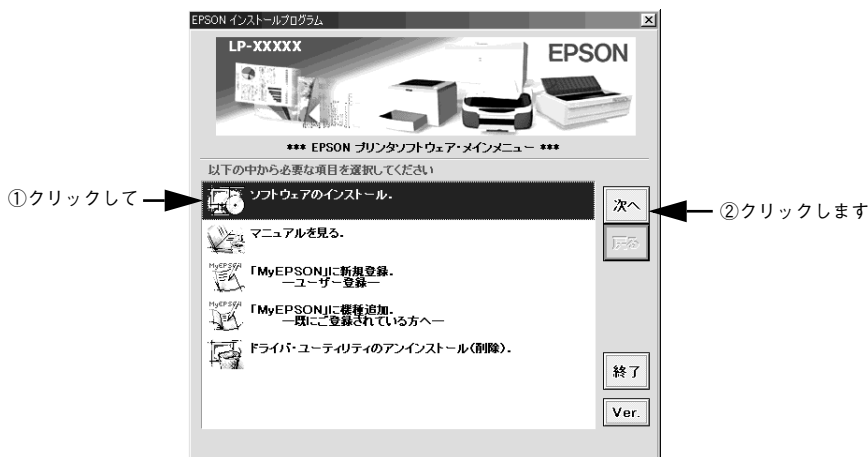 EPSON インストールプログラム
LP-XXXXX
EPSON
*** EPSON プリンタソフトウェア・メインメニュー ***
以下の中から必要な項目を選択してください
①クリックして
ソフトウェアのインストール.
次へ
②クリックします
戻る
マニュアルを見る.
MyEPSON
「MyEPSON」に新規登録.
―ユーザー登録―
MyEPSON
「MyEPSON」に機種追加.
―既にご登録されている方へ―
ドライバ・ユーティリティのアンインストール(削除).
終了
Ver.